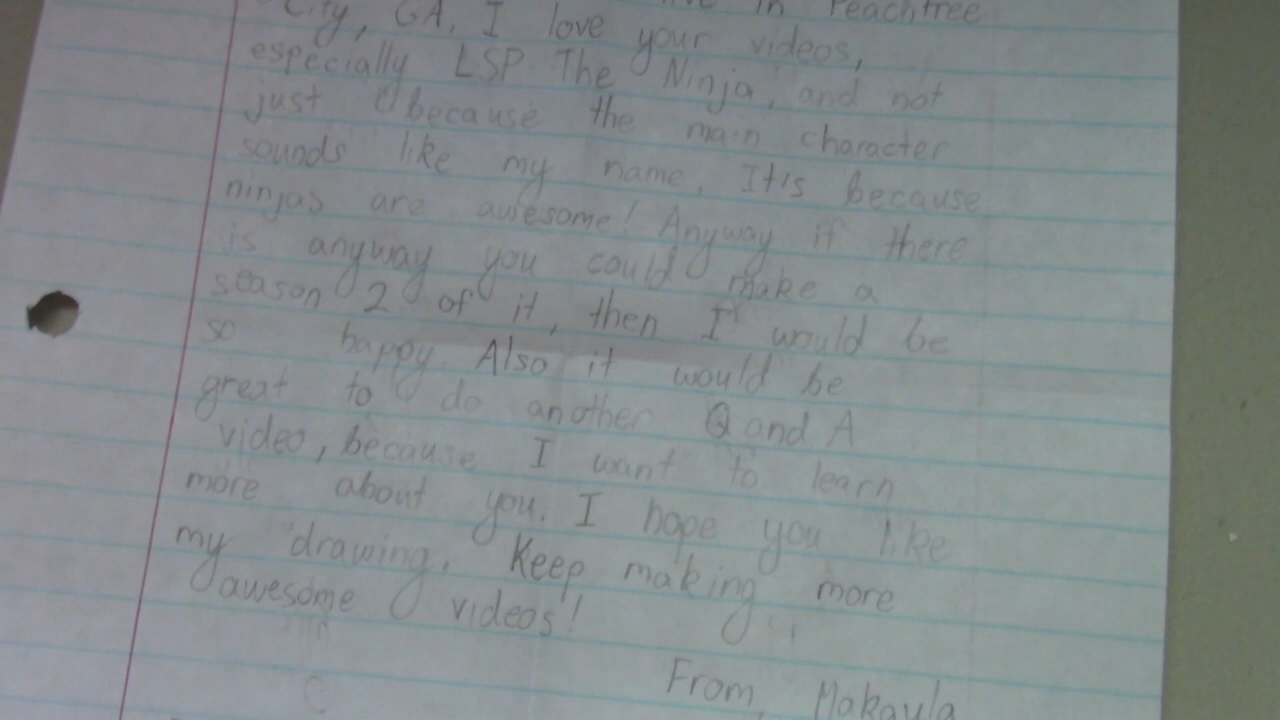 in Peachtree
City, GA. I love your videos,
especially LSP The Ninja, and not
just because the main character
sounds like my name. It's because
ninjas are awesome! Anyway if there
is anyway you could make a
season 2 of it, then I would be
so happy. Also it would be
great to do another Q and A
video, because I want to learn
more about you. I hope you like
my drawing. Keep making more
awesome videos!
From, Makayla